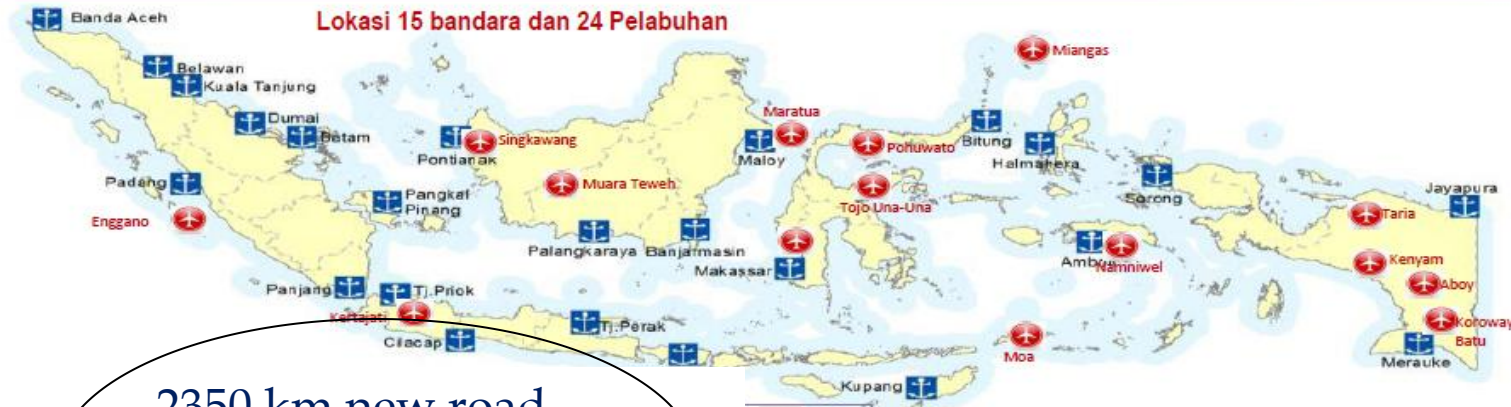 Lokasi 15 bandara dan 24 Pelabuhan
Banda Aceh
Belawan
Kuala Tanjung
Dumai
Batam
Padang
Enggano
Pangkal
Pinang
Panjang
Tj.Priok
Kertajati
Cilacap
Tj.Perak
Singkawang
Pontianak
Muara Teweh
Palangkaraya
Banjarmasin
Maratua
Maloy
Makassar
Miangas
Pohuwato
Bitung
Tojo Una-Una
Halmahera
Sorong
Ambon
Namniwel
Moa
Kupang
Jayapura
Taria
Kenyam
Aboy
Koroway
Batu
Merauke
2350 km new road